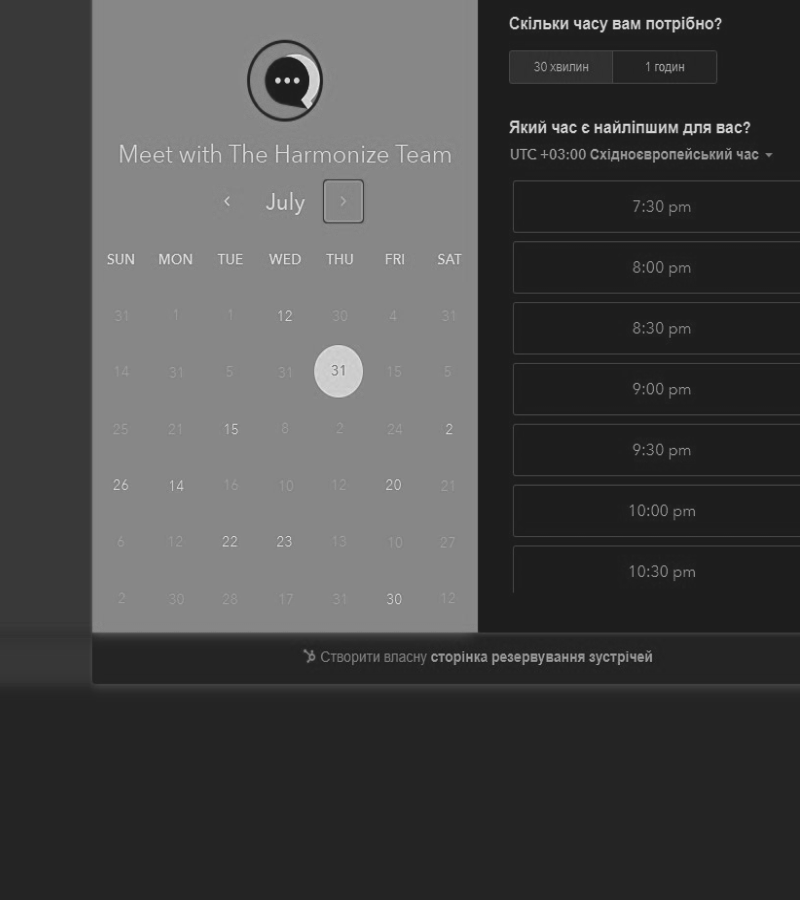 Meet with The Harmonize Team
‹ July ›
SUN MON TUE WED THU FRI SAT
31 1 1 12 30 4 31
14 31 5 31 31 15 5
25 21 15 8 2 24 2
26 14 16 10 12 20 21
6 12 22 23 13 10 27
2 30 28 17 31 30 12
Скільки часу вам потрібно?
30 хвилин 1 годин
Який час є найліпшим для вас?
UTC +03:00 Східноєвропейський час
7:30 pm
8:00 pm
8:30 pm
9:00 pm
9:30 pm
10:00 pm
10:30 pm
Створити власну сторінка резервування зустрічей